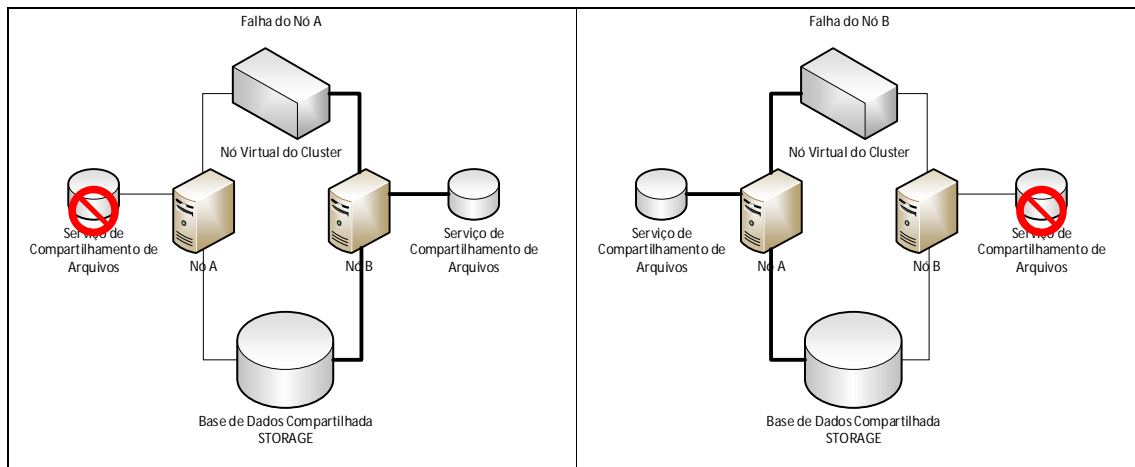 Falha do Nó A
Nó Virtual do Cluster
Serviço de
Compartilhamento de
Arquivos
Nó A
Nó B
Serviço de
Compartilhamento de
Arquivos
Base de Dados Compartilhada
STORAGE
Falha do Nó B
Nó Virtual do Cluster
Serviço de
Compartilhamento de
Arquivos
Nó A
Nó B
Serviço de
Compartilhamento de
Arquivos
Base de Dados Compartilhada
STORAGE